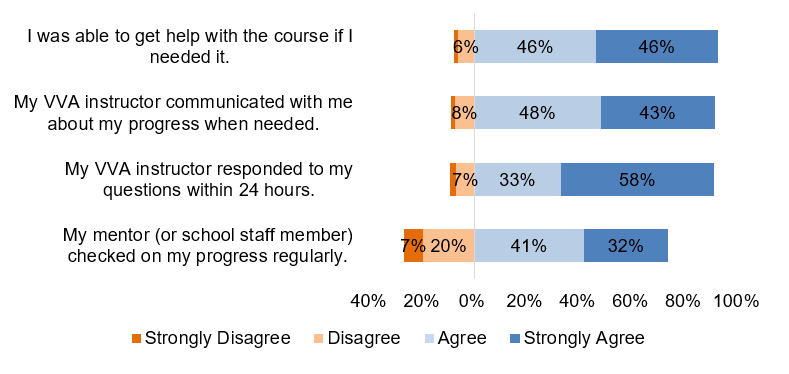 I was able to get help with the course if I
needed it.
6% 46% 46%
My VVA instructor communicated with me
about my progress when needed.
8% 48% 43%
My VVA instructor responded to my
questions within 24 hours.
7% 33% 58%
My mentor (or school staff member)
checked on my progress regularly.
7% 20% 41% 32%
40% 20% 0% 20% 40% 60% 80% 100%
Strongly Disagree Disagree Agree Strongly Agree